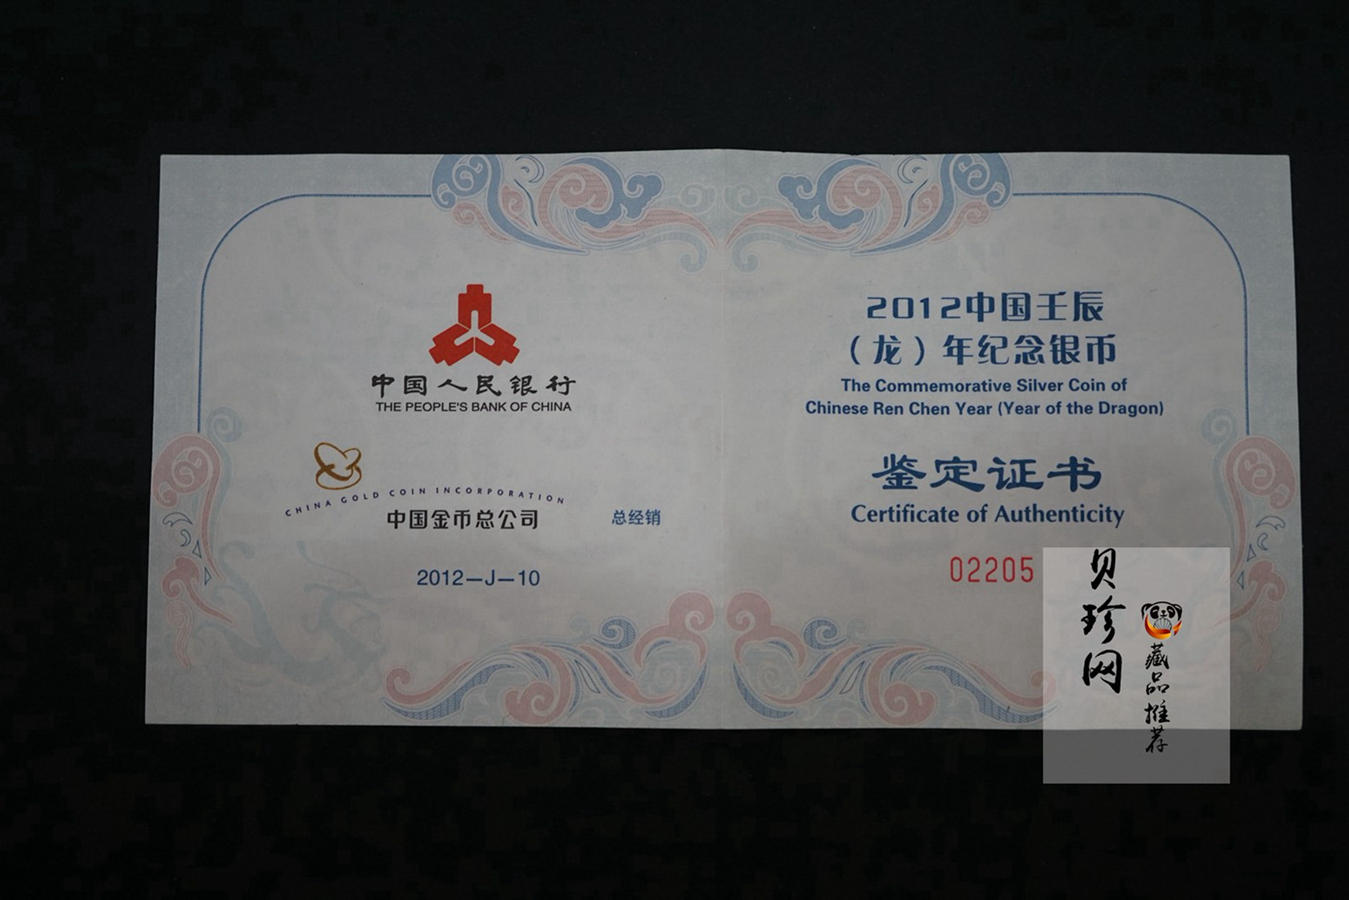 中国人民银行
THE PEOPLE'S BANK OF CHINA
CHINA GOLD COIN INCORPORATION
中国金币总公司
总经销
2012—J—10
2012中国壬辰
（龙）年纪念银币
The Commemorative Silver Coin of
Chinese Ren Chen Year (Year of the Dragon)
鉴定证书
Certificate of Authenticity
02205
贝珍网
藏品推荐